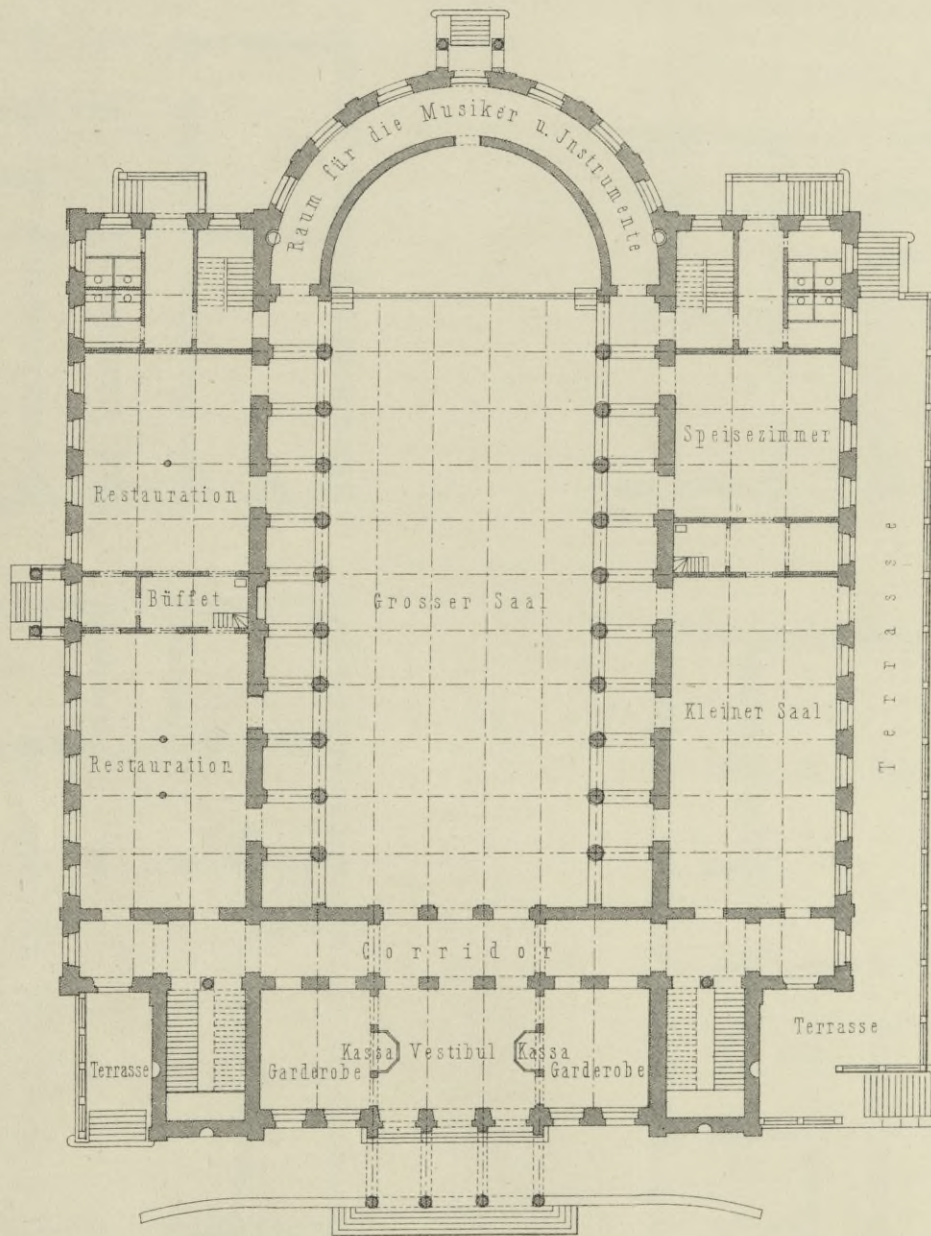 Raum für die Musiker u. Jnstrumente
Speisezimmer
Restauration
Büffet
Grosser Saal
Terrasse
Kleiner Saal
Restauration
Corridor
Terrasse
Kassa Vestibul Kassa
Terrasse Garderobe Garderobe